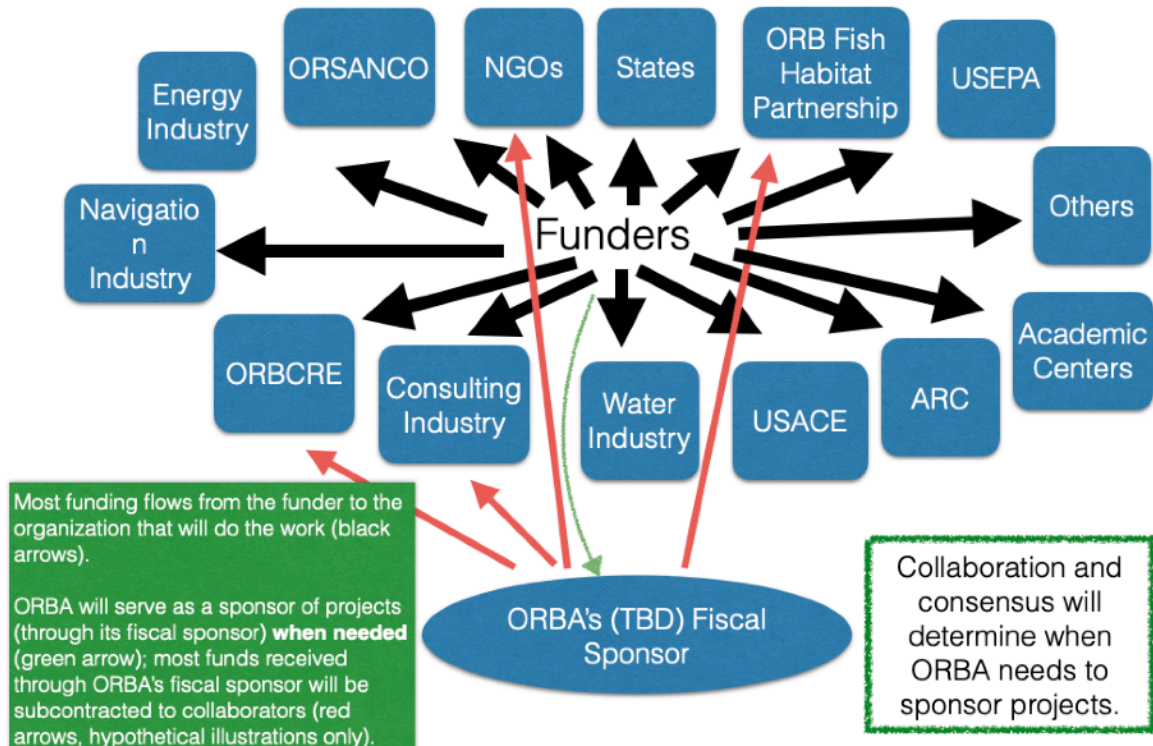 ORSANCO
NGOs
States
ORB Fish
Habitat
Partnership
USEPA
Energy
Industry
Others
Navigatio
n
Industry
Funders
Academic
Centers
ORBCRE
Consulting
Industry
Water
Industry
USACE
ARC
Most funding flows from the funder to the
organization that will do the work (black
arrows).
ORBA will serve as a sponsor of projects
(through its fiscal sponsor) when needed
(green arrow); most funds received
through ORBA's fiscal sponsor will be
subcontracted to collaborators (red
arrows, hypothetical illustrations only).
ORBA's (TBD) Fiscal
Sponsor
Collaboration and
consensus will
determine when
ORBA needs to
sponsor projects.